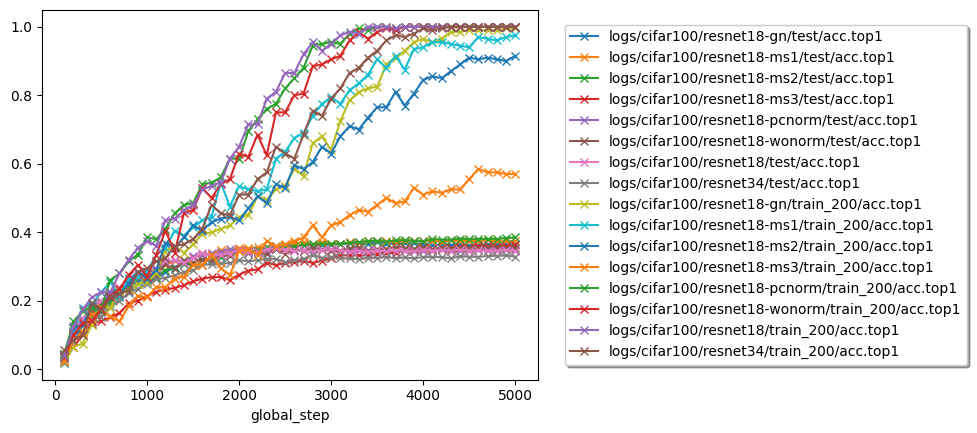 1.0
0.8
0.6
0.4
0.2
0.0
0 1000 2000 3000 4000 5000
global_step
logs/cifar100/resnet18-gn/test/acc.top1
logs/cifar100/resnet18-ms1/test/acc.top1
logs/cifar100/resnet18-ms2/test/acc.top1
logs/cifar100/resnet18-ms3/test/acc.top1
logs/cifar100/resnet18-pcnorm/test/acc.top1
logs/cifar100/resnet18-wonorm/test/acc.top1
logs/cifar100/resnet18/test/acc.top1
logs/cifar100/resnet34/test/acc.top1
logs/cifar100/resnet18-gn/train_200/acc.top1
logs/cifar100/resnet18-ms1/train_200/acc.top1
logs/cifar100/resnet18-ms2/train_200/acc.top1
logs/cifar100/resnet18-ms3/train_200/acc.top1
logs/cifar100/resnet18-pcnorm/train_200/acc.top1
logs/cifar100/resnet18-wonorm/train_200/acc.top1
logs/cifar100/resnet18/train_200/acc.top1
logs/cifar100/resnet34/train_200/acc.top1